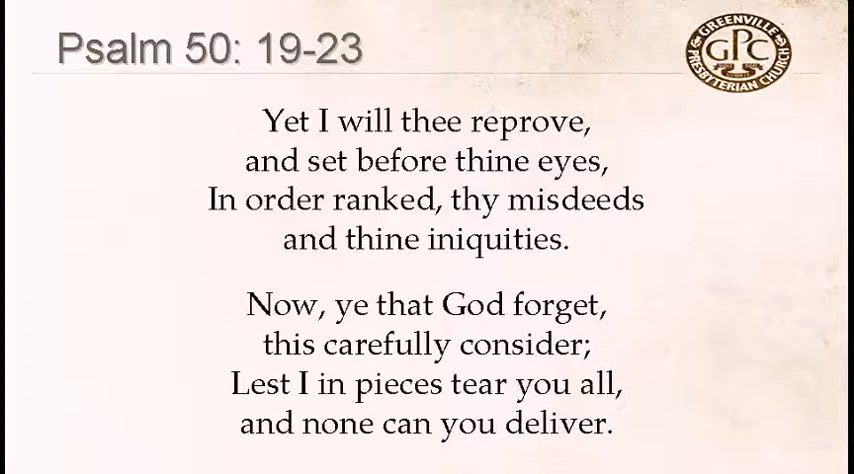 Psalm 50: 19-23
GREENVILLE
GPC
PRESBYTERIAN CHURCH
Yet I will thee reprove,
and set before thine eyes,
In order ranked, thy misdeeds
and thine iniquities.
Now, ye that God forget,
this carefully consider;
Lest I in pieces tear you all,
and none can you deliver.